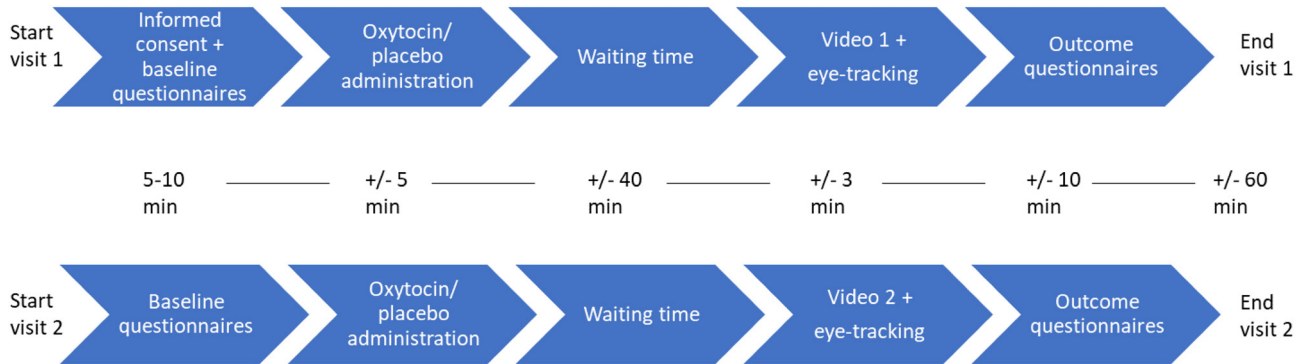 Start
visit 1
Informed
consent +
baseline
questionnaires
Oxytocin/
placebo
administration
Waiting time
Video 1 +
eye-tracking
Outcome
questionnaires
End
visit 1
5-10
min
+/- 5
min
+/- 40
min
+/- 3
min
+/- 10
min
+/- 60
min
Start
visit 2
Baseline
questionnaires
Oxytocin/
placebo
administration
Waiting time
Video 2 +
eye-tracking
Outcome
questionnaires
End
visit 2